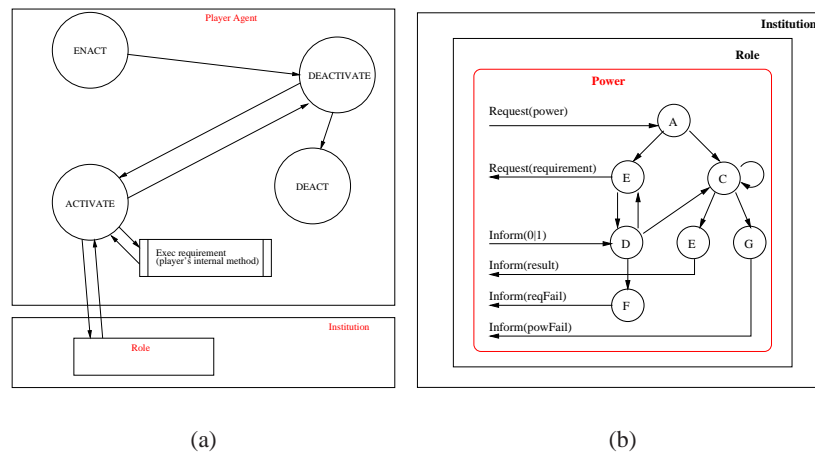 Player Agent
ENACT
DEACTIVATE
DEACT
ACTIVATE
Exec requirement
(player's internal method)
Institution
Role
(a)
Institution
Role
Power
Request(power)
A
Request(requirement)
E
C
Inform(0|1)
D
E
G
Inform(result)
Inform(reqFail)
F
Inform(powFail)
(b)